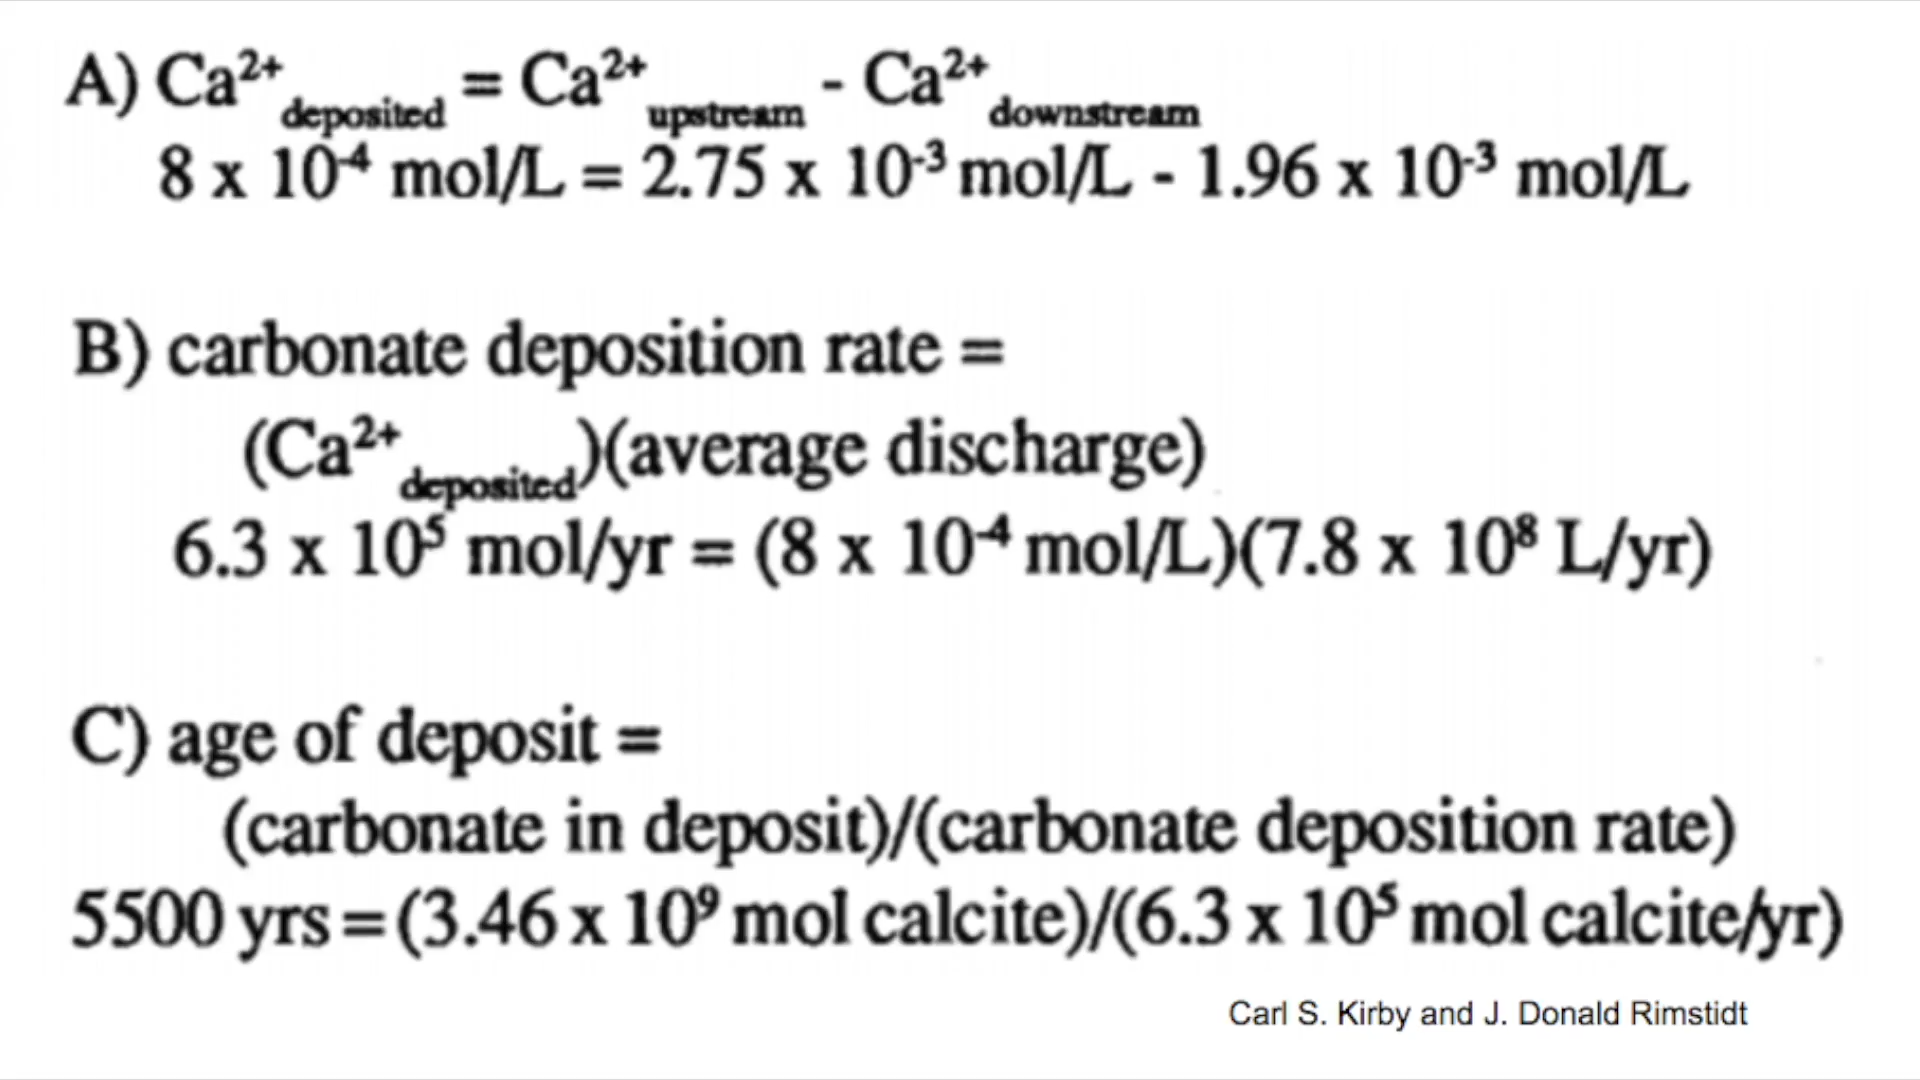 A) Ca²⁺deposited = Ca²⁺upstream - Ca²⁺downstream
8 x 10⁻⁴ mol/L = 2.75 x 10⁻³ mol/L - 1.96 x 10⁻³ mol/L
B) carbonate deposition rate =
(Ca²⁺deposited)(average discharge)
6.3 x 10⁵ mol/yr = (8 x 10⁻⁴ mol/L)(7.8 x 10⁸ L/yr)
C) age of deposit =
(carbonate in deposit)/(carbonate deposition rate)
5500 yrs = (3.46 x 10⁹ mol calcite)/(6.3 x 10⁵ mol calcite/yr)
Carl S. Kirby and J. Donald Rimstidt